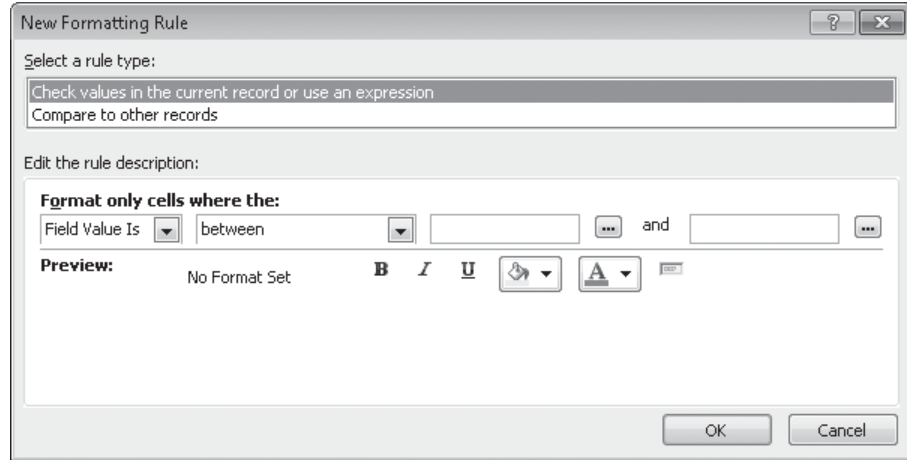 New Formatting Rule
Select a rule type:
Check values in the current record or use an expression
Compare to other records
Edit the rule description:
Format only cells where the:
Field Value Is between ... and ...
Preview: No Format Set B I U A
OK Cancel